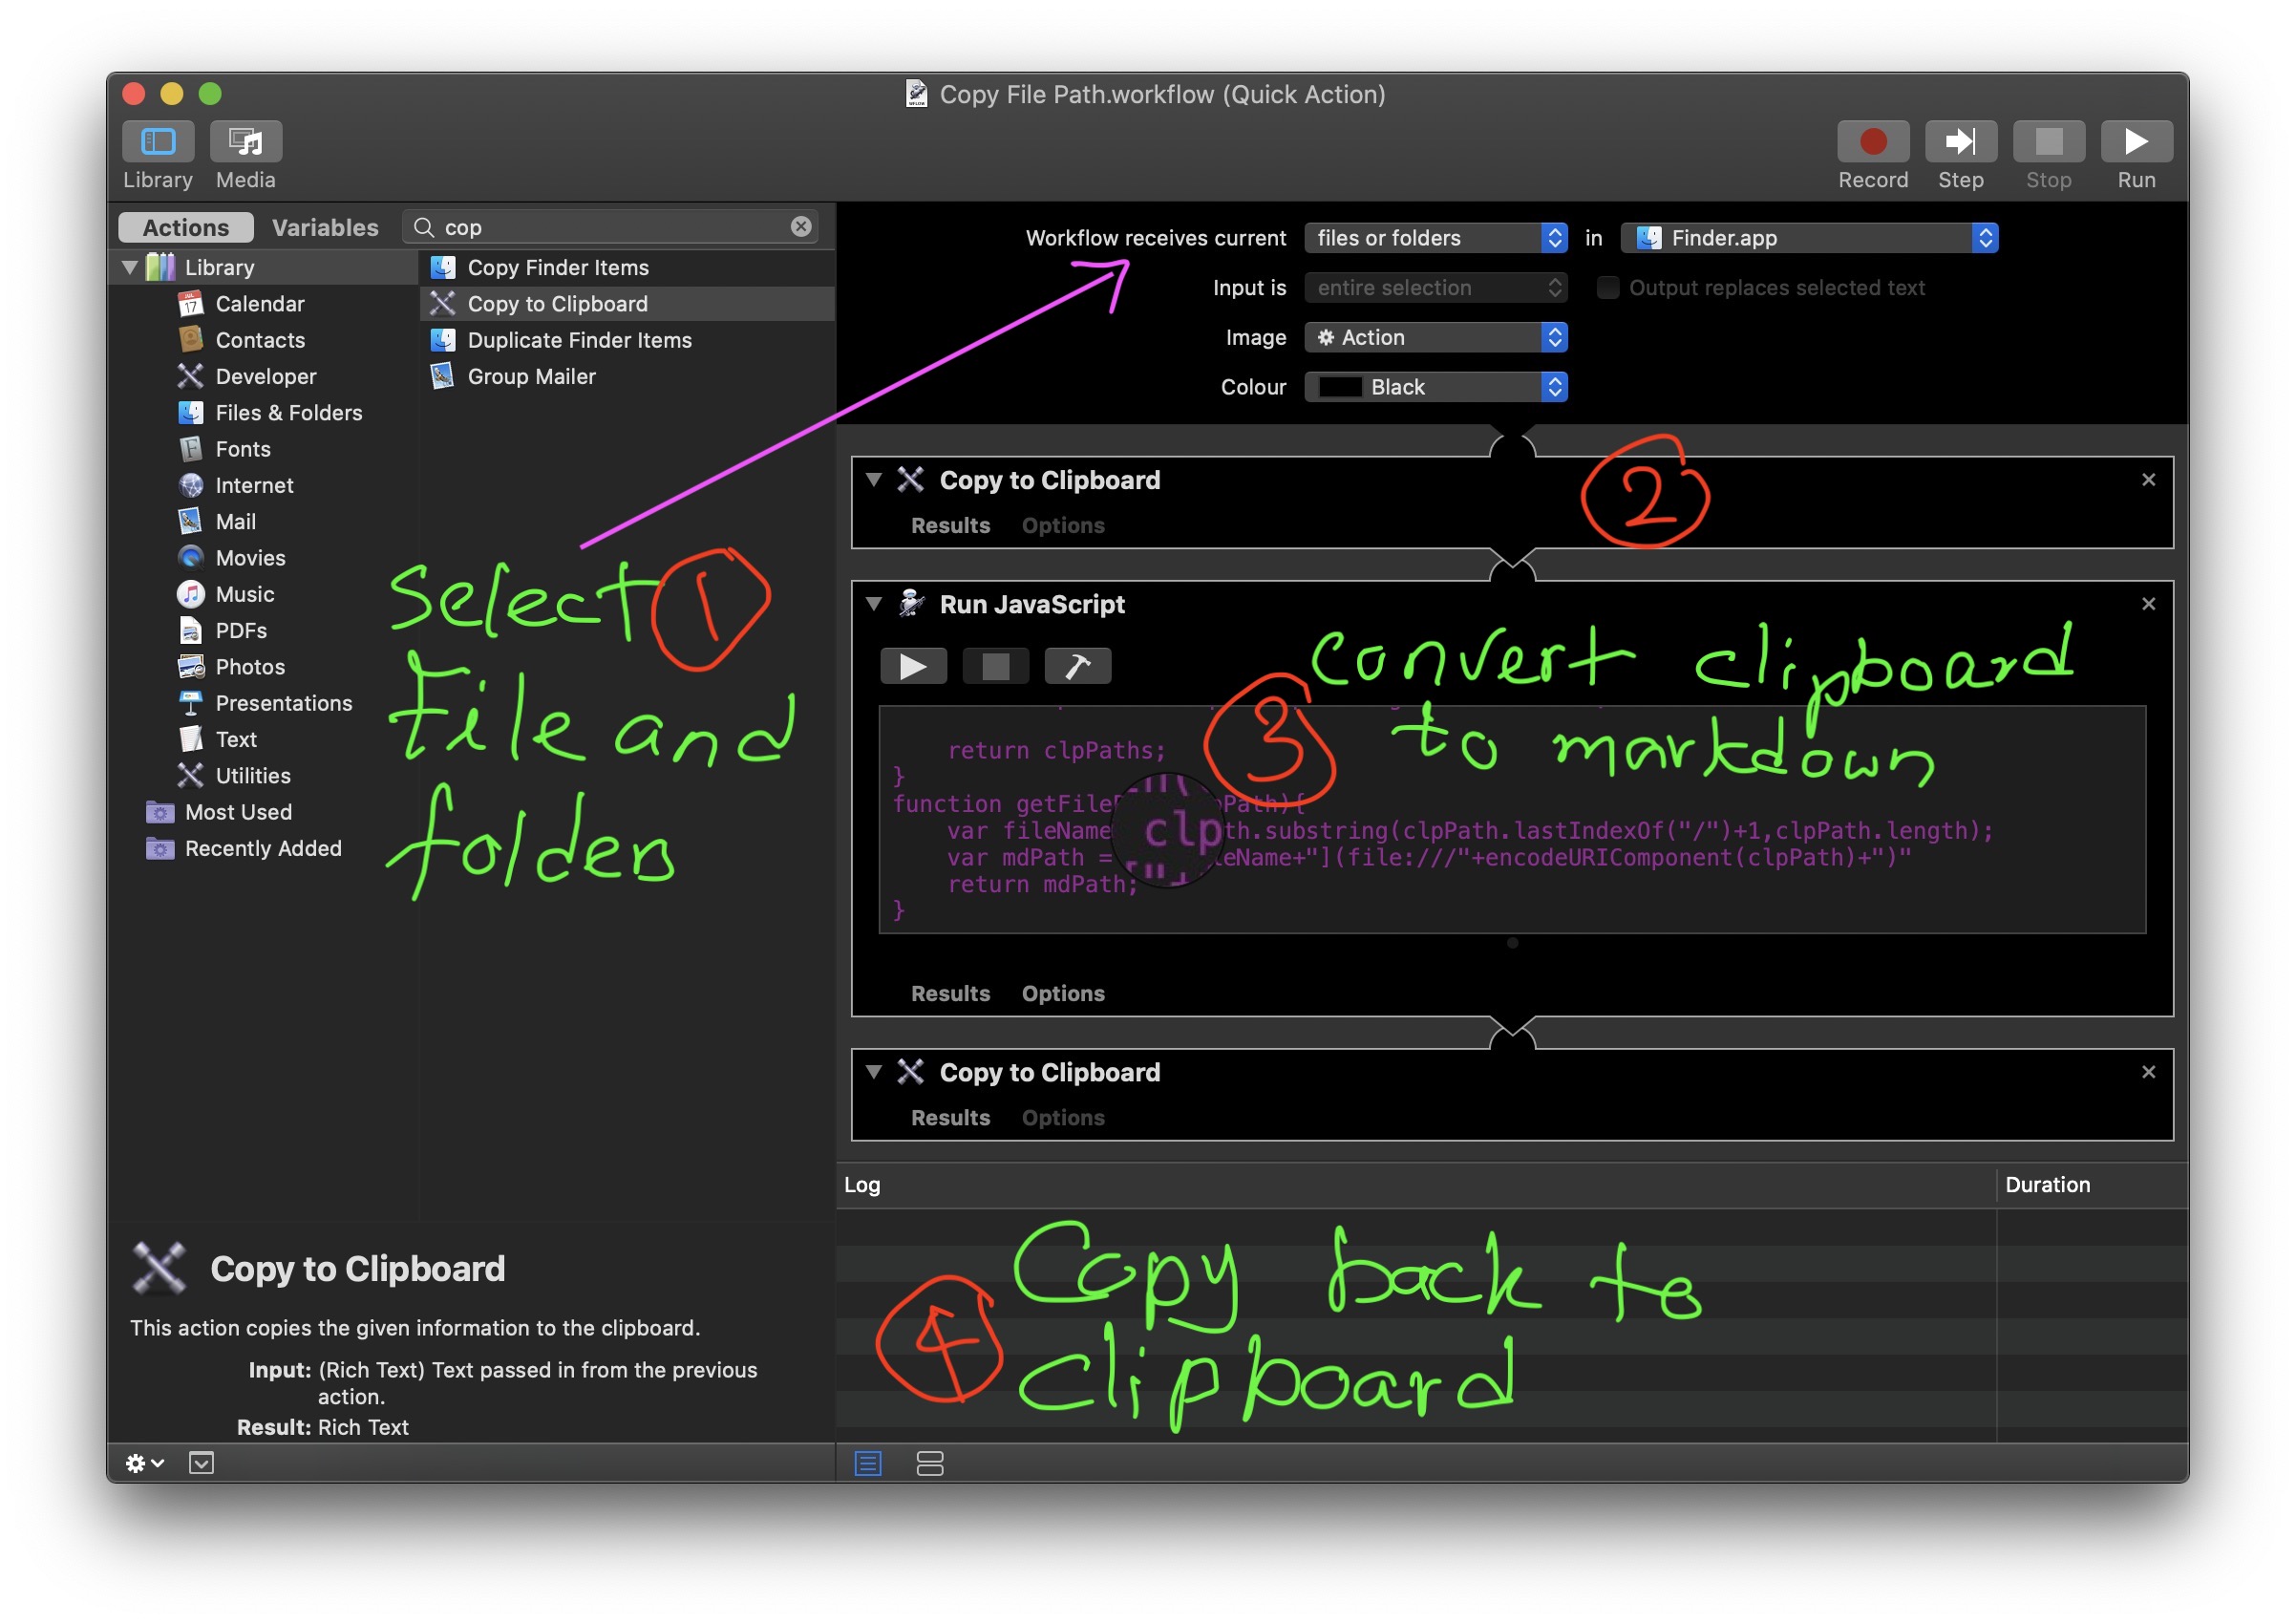 Copy File Path.workflow (Quick Action)
Library Media
Record Step Stop Run
Actions Variables cop
Library
Calendar
Contacts
Developer
Files & Folders
Fonts
Internet
Mail
Movies
Music
PDFs
Photos
Presentations
Text
Utilities
Most Used
Recently Added
Copy Finder Items
Copy to Clipboard
Duplicate Finder Items
Group Mailer
Select 1
File and
folders
Workflow receives current files or folders in Finder.app
Input is entire selection Output replaces selected text
Image Action
Colour Black
Copy to Clipboard
Results Options
2
Run JavaScript
3
convert clipboard
to markdown
return clpPaths;
}
function Path){
var fileName th.substring(clpPath.lastIndexOf("/")+1,clpPath.length);
var mdPath = leName+"](file:///"+encodeURIComponent(clpPath)+")"
return mdPath;
}
clp
Results Options
Copy to Clipboard
Results Options
Log Duration
4
Copy back to
clipboard
Copy to Clipboard
This action copies the given information to the clipboard.
Input: (Rich Text) Text passed in from the previous
action.
Result: Rich Text